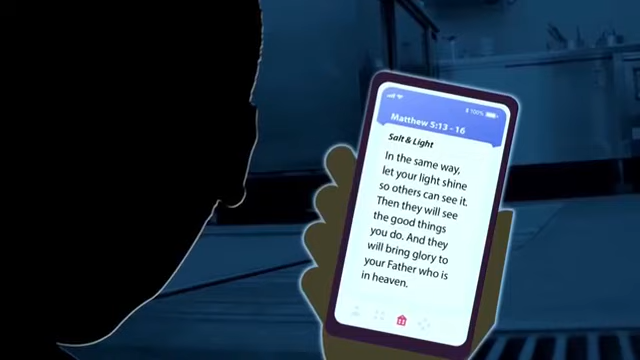 100%
Matthew 5:13 - 16
Salt & Light
In the same way,
let your light shine
so others can see it.
Then they will see
the good things
you do. And they
will bring glory to
your Father who is
in heaven.